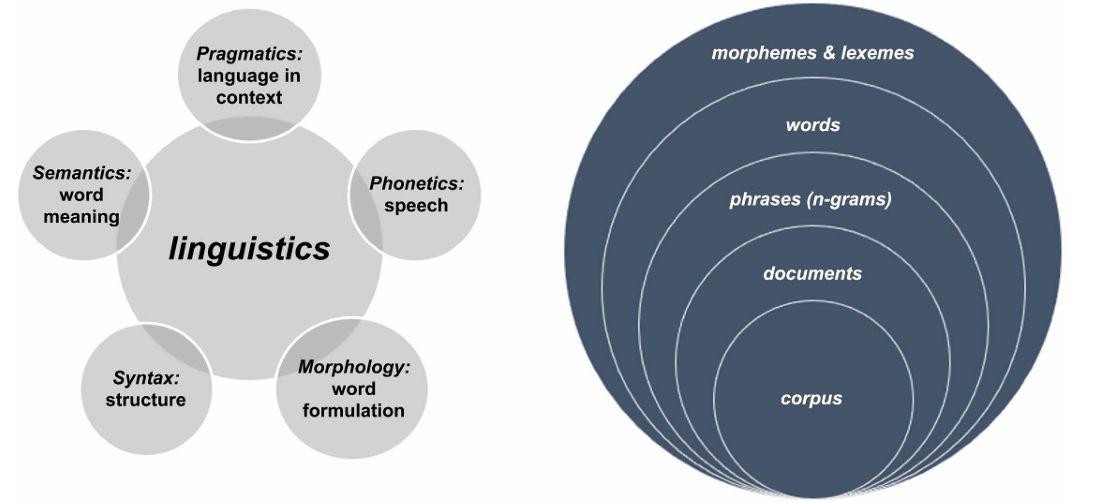 Pragmatics:
language in
context
Semantics:
word
meaning
Phonetics:
speech
linguistics
Syntax:
structure
Morphology:
word
formulation
morphemes & lexemes
words
phrases (n-grams)
documents
corpus